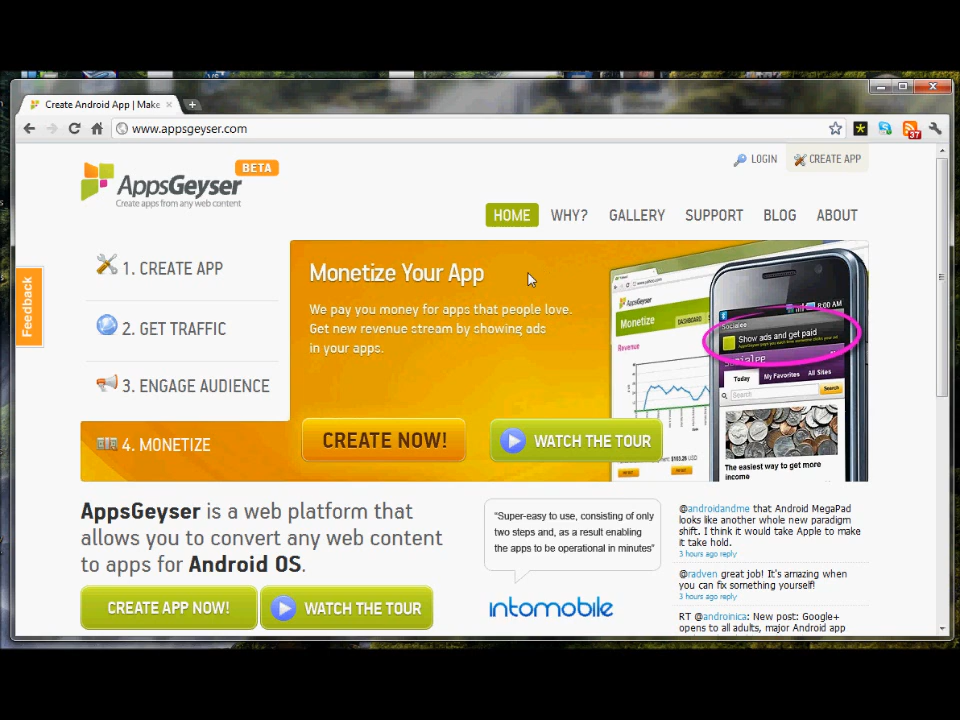 Create Android App | Make
www.appsgeyser.com
37
BETA
LOGIN
CREATE APP
AppsGeyser
Create apps from any web content
HOME
WHY?
GALLERY
SUPPORT
BLOG
ABOUT
Feedback
1. CREATE APP
2. GET TRAFFIC
3. ENGAGE AUDIENCE
4. MONETIZE
Monetize Your App
We pay you money for apps that people love.
Get new revenue stream by showing ads
in your apps.
CREATE NOW!
WATCH THE TOUR
AppsGeyser
Monetize
DASHBOARD
Revenue
8:00 AM
Socialee
Show ads and get paid
Today
My Favorites
All Sites
Search
Search
The easiest way to get more
income
AppsGeyser is a web platform that
allows you to convert any web content
to apps for Android OS.
CREATE APP NOW!
WATCH THE TOUR
"Super-easy to use, consisting of only
two steps and, as a result enabling
the apps to be operational in minutes"
intomobile
@androidandme that Android MegaPad
looks like another whole new paradigm
shift. I think it would take Apple to make
it take hold.
3 hours ago reply
@radven great job! It's amazing when
you can fix something yourself!
3 hours ago reply
RT @androinica: New post: Google+
opens to all adults, major Android app